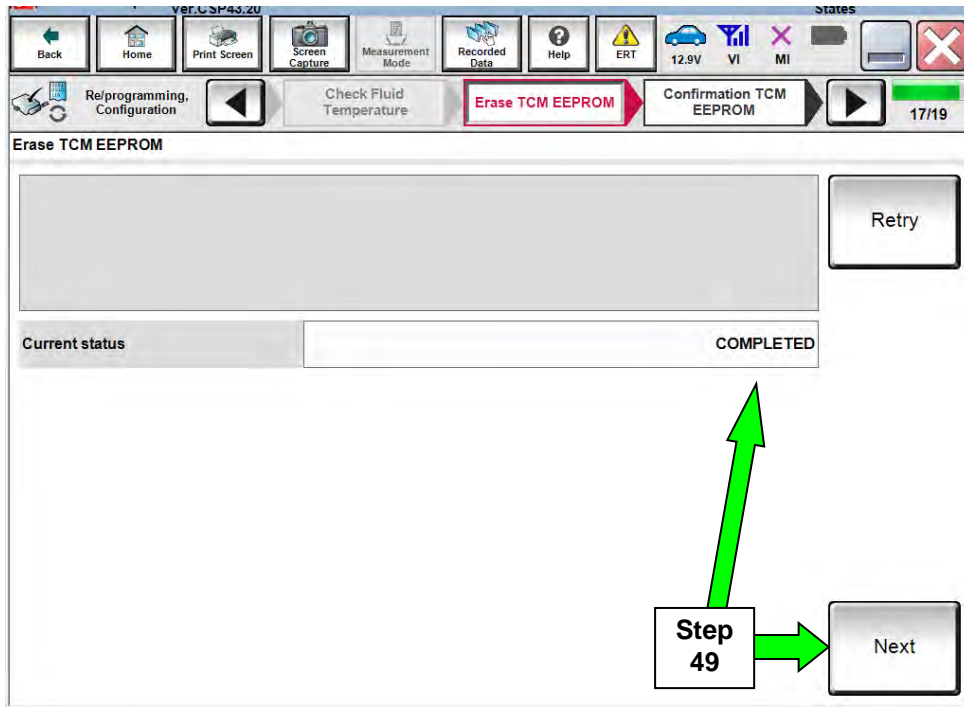 Ver.CSP43.20
States
Back
Home
Print Screen
Screen
Capture
Measurement
Mode
Recorded
Data
Help
ERT
12.9V
VI
MI
Re/programming,
Configuration
Check Fluid
Temperature
Erase TCM EEPROM
Confirmation TCM
EEPROM
17/19
Erase TCM EEPROM
Retry
Current status
COMPLETED
Step
49
Next